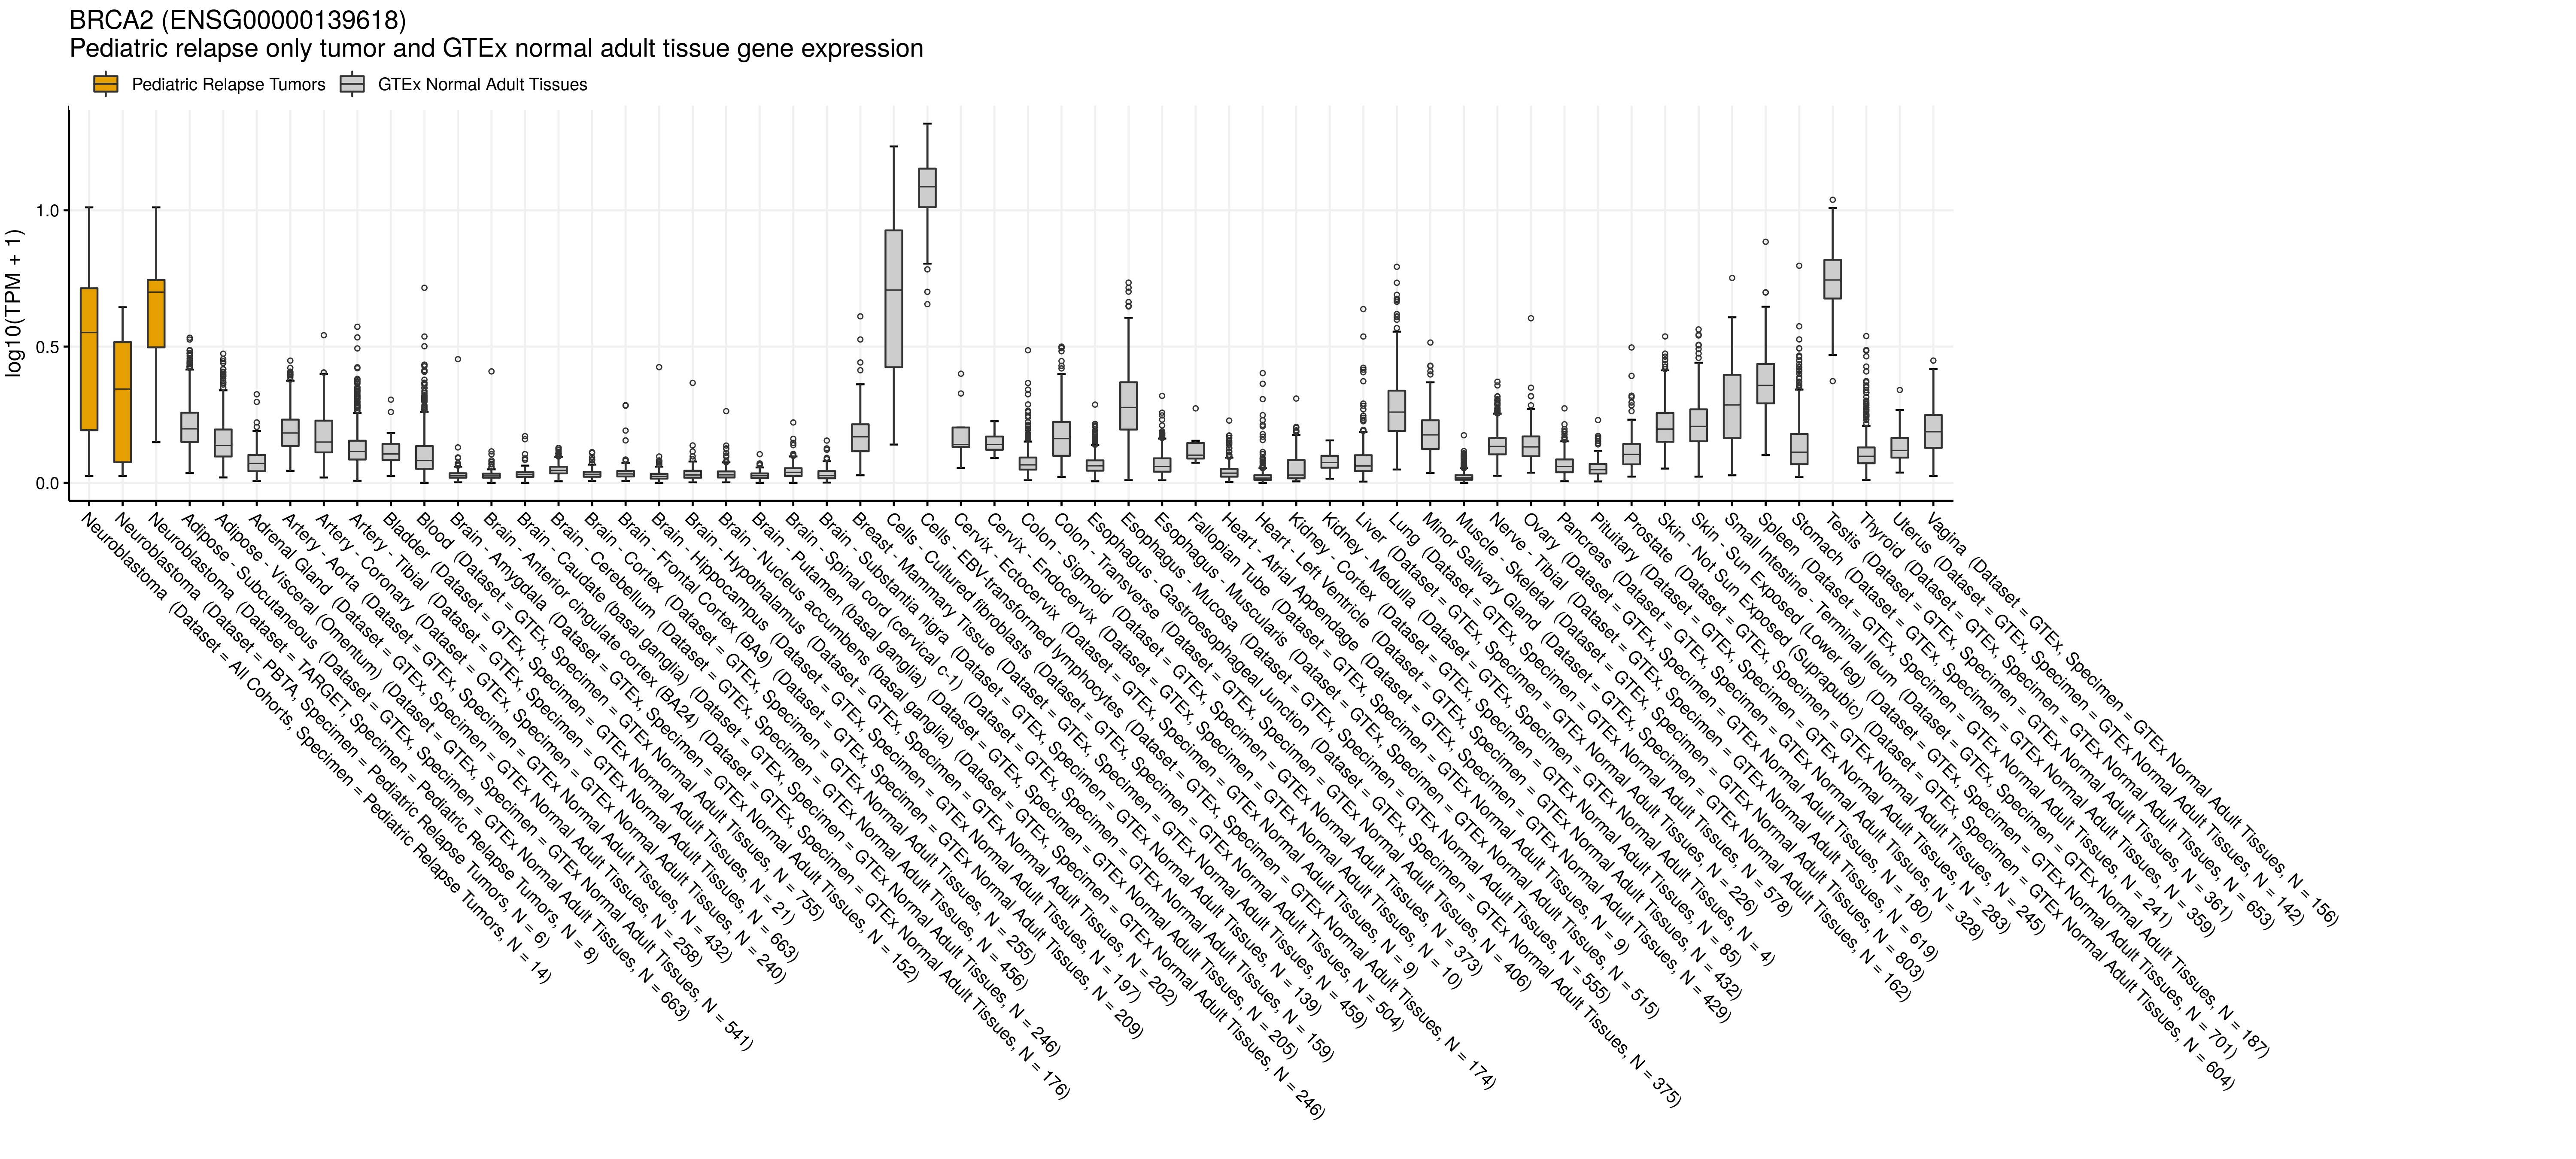 BRCA2 (ENSG00000139618)
Pediatric relapse only tumor and GTEx normal adult tissue gene expression
Pediatric Relapse Tumors
GTEx Normal Adult Tissues
log10(TPM + 1)
1.0
0.5
0.0
Neuroblastoma (Dataset = All Cohorts, Specimen = Pediatric Relapse Tumors, N = 14)
Neuroblastoma (Dataset = PBTA, Specimen = Pediatric Relapse Tumors, N = 6)
Neuroblastoma (Dataset = TARGET, Specimen = Pediatric Relapse Tumors, N = 8)
Adipose - Subcutaneous (Dataset = GTEx, Specimen = GTEx Normal Adult Tissues, N = 663)
Adipose - Visceral (Omentum) (Dataset = GTEx, Specimen = GTEx Normal Adult Tissues, N = 541)
Adrenal Gland (Dataset = GTEx, Specimen = GTEx Normal Adult Tissues, N = 258)
Artery - Aorta (Dataset = GTEx, Specimen = GTEx Normal Adult Tissues, N = 432)
Artery - Coronary (Dataset = GTEx, Specimen = GTEx Normal Adult Tissues, N = 240)
Artery - Tibial (Dataset = GTEx, Specimen = GTEx Normal Adult Tissues, N = 663)
Bladder (Dataset = GTEx, Specimen = GTEx Normal Adult Tissues, N = 21)
Blood (Dataset = GTEx, Specimen = GTEx Normal Adult Tissues, N = 755)
Brain - Amygdala (Dataset = GTEx, Specimen = GTEx Normal Adult Tissues, N = 152)
Brain - Anterior cingulate cortex (BA24) (Dataset = GTEx, Specimen = GTEx Normal Adult Tissues, N = 176)
Brain - Caudate (basal ganglia) (Dataset = GTEx, Specimen = GTEx Normal Adult Tissues, N = 246)
Brain - Cerebellum (Dataset = GTEx, Specimen = GTEx Normal Adult Tissues, N = 456)
Brain - Cortex (Dataset = GTEx, Specimen = GTEx Normal Adult Tissues, N = 255)
Brain - Frontal Cortex (BA9) (Dataset = GTEx, Specimen = GTEx Normal Adult Tissues, N = 209)
Brain - Hippocampus (Dataset = GTEx, Specimen = GTEx Normal Adult Tissues, N = 197)
Brain - Hypothalamus (Dataset = GTEx, Specimen = GTEx Normal Adult Tissues, N = 202)
Brain - Nucleus accumbens (basal ganglia) (Dataset = GTEx, Specimen = GTEx Normal Adult Tissues, N = 246)
Brain - Putamen (basal ganglia) (Dataset = GTEx, Specimen = GTEx Normal Adult Tissues, N = 205)
Brain - Spinal cord (cervical c-1) (Dataset = GTEx, Specimen = GTEx Normal Adult Tissues, N = 159)
Brain - Substantia nigra (Dataset = GTEx, Specimen = GTEx Normal Adult Tissues, N = 139)
Breast - Mammary Tissue (Dataset = GTEx, Specimen = GTEx Normal Adult Tissues, N = 459)
Cells - Cultured fibroblasts (Dataset = GTEx, Specimen = GTEx Normal Adult Tissues, N = 504)
Cells - EBV-transformed lymphocytes (Dataset = GTEx, Specimen = GTEx Normal Adult Tissues, N = 174)
Cervix - Ectocervix (Dataset = GTEx, Specimen = GTEx Normal Adult Tissues, N = 9)
Cervix - Endocervix (Dataset = GTEx, Specimen = GTEx Normal Adult Tissues, N = 10)
Colon - Sigmoid (Dataset = GTEx, Specimen = GTEx Normal Adult Tissues, N = 373)
Colon - Transverse (Dataset = GTEx, Specimen = GTEx Normal Adult Tissues, N = 406)
Esophagus - Gastroesophageal Junction (Dataset = GTEx, Specimen = GTEx Normal Adult Tissues, N = 375)
Esophagus - Mucosa (Dataset = GTEx, Specimen = GTEx Normal Adult Tissues, N = 555)
Esophagus - Muscularis (Dataset = GTEx, Specimen = GTEx Normal Adult Tissues, N = 515)
Fallopian Tube (Dataset = GTEx, Specimen = GTEx Normal Adult Tissues, N = 9)
Heart - Atrial Appendage (Dataset = GTEx, Specimen = GTEx Normal Adult Tissues, N = 429)
Heart - Left Ventricle (Dataset = GTEx, Specimen = GTEx Normal Adult Tissues, N = 432)
Kidney - Cortex (Dataset = GTEx, Specimen = GTEx Normal Adult Tissues, N = 85)
Kidney - Medulla (Dataset = GTEx, Specimen = GTEx Normal Adult Tissues, N = 4)
Liver (Dataset = GTEx, Specimen = GTEx Normal Adult Tissues, N = 226)
Lung (Dataset = GTEx, Specimen = GTEx Normal Adult Tissues, N = 578)
Minor Salivary Gland (Dataset = GTEx, Specimen = GTEx Normal Adult Tissues, N = 162)
Muscle - Skeletal (Dataset = GTEx, Specimen = GTEx Normal Adult Tissues, N = 803)
Nerve - Tibial (Dataset = GTEx, Specimen = GTEx Normal Adult Tissues, N = 619)
Ovary (Dataset = GTEx, Specimen = GTEx Normal Adult Tissues, N = 180)
Pancreas (Dataset = GTEx, Specimen = GTEx Normal Adult Tissues, N = 328)
Pituitary (Dataset = GTEx, Specimen = GTEx Normal Adult Tissues, N = 283)
Prostate (Dataset = GTEx, Specimen = GTEx Normal Adult Tissues, N = 245)
Skin - Not Sun Exposed (Suprapubic) (Dataset = GTEx, Specimen = GTEx Normal Adult Tissues, N = 604)
Skin - Sun Exposed (Lower leg) (Dataset = GTEx, Specimen = GTEx Normal Adult Tissues, N = 701)
Small Intestine - Terminal Ileum (Dataset = GTEx, Specimen = GTEx Normal Adult Tissues, N = 187)
Spleen (Dataset = GTEx, Specimen = GTEx Normal Adult Tissues, N = 241)
Stomach (Dataset = GTEx, Specimen = GTEx Normal Adult Tissues, N = 359)
Testis (Dataset = GTEx, Specimen = GTEx Normal Adult Tissues, N = 361)
Thyroid (Dataset = GTEx, Specimen = GTEx Normal Adult Tissues, N = 653)
Uterus (Dataset = GTEx, Specimen = GTEx Normal Adult Tissues, N = 142)
Vagina (Dataset = GTEx, Specimen = GTEx Normal Adult Tissues, N = 156)